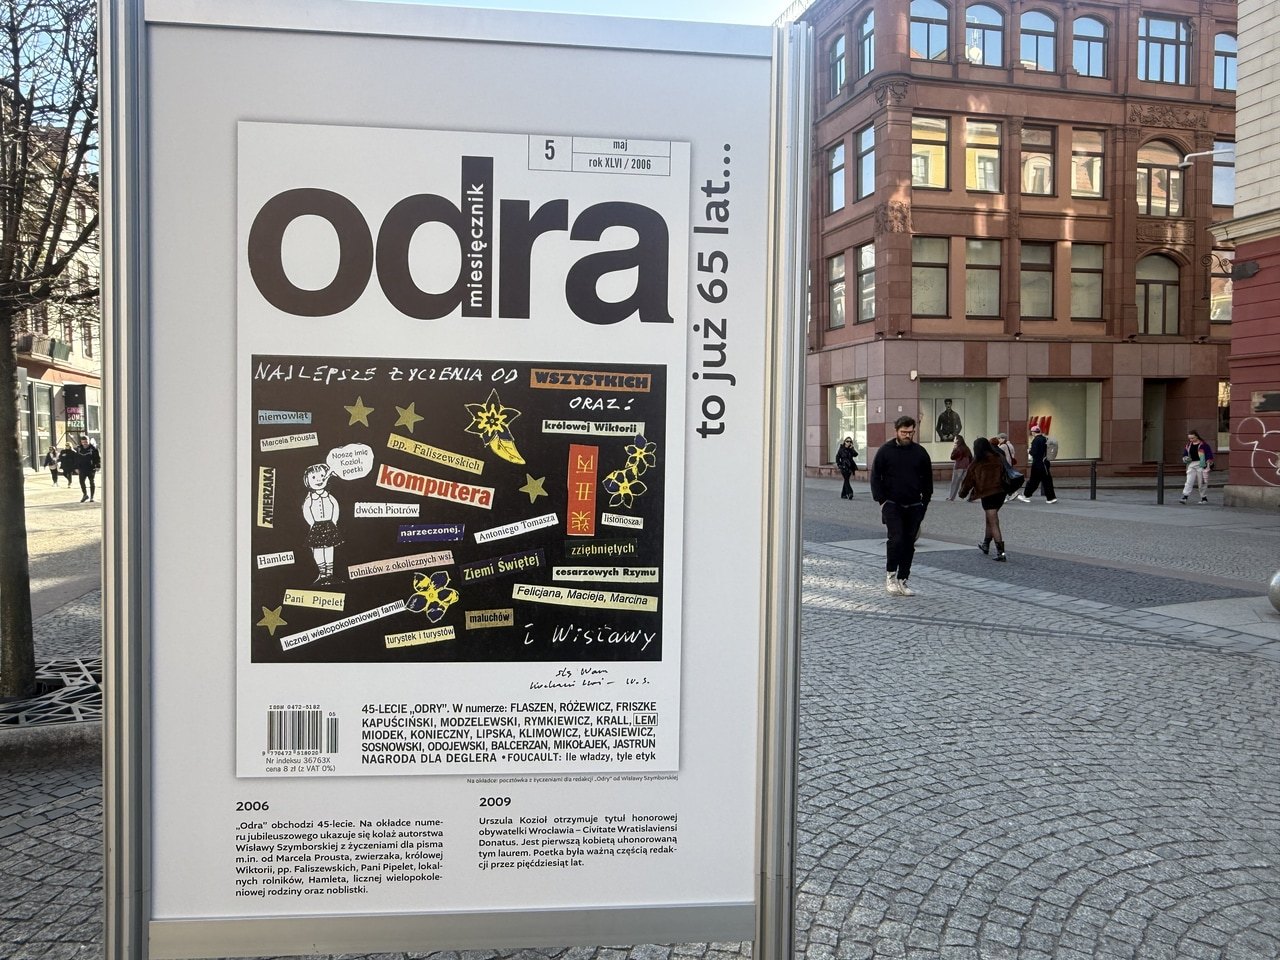 5
maj
rok XLVI / 2006
odra
miesięcznik
to już 65 lat...
NAJLEPSZE ŻYCZENIA OD
WSZYSTKICH
ORAZ:
niemowląt
królowej Wiktorii
Marcela Prousta
pp. Faliszewskich
Noszę imię
Kozioł,
poetki
ZWIERZAKA
komputera
dwóch Piotrów
listonosza
narzeczonej
Antoniego Tomasza
zziębniętych
Hamleta
rolników z okolicznych wsi
Ziemi Świętej
cesarzowych Rzymu
Pani Pipelet
Felicjana, Macieja, Marcina
licznej wielopokoleniowej familii
maluchów
turystek i turystów
i Wisławy
W.S.
ISSN 0472-5182
05
9 770472 518020
Nr indeksu 36763X
cena 8 zł (z VAT 0%)
45-LECIE „ODRY”. W numerze: FLASZEN, RÓŻEWICZ, FRISZKE
KAPUŚCIŃSKI, MODZELEWSKI, RYMKIEWICZ, KRALL, LEM
MIODEK, KONIECZNY, LIPSKA, KLIMOWICZ, ŁUKASIEWICZ,
SOSNOWSKI, ODOJEWSKI, BALCERZAN, MIKOŁAJEK, JASTRUN
NAGRODA DLA DEGLERA • FOUCAULT: Ile władzy, tyle etyk
Na okładce: pocztówka z życzeniami dla redakcji „Odry” od Wisławy Szymborskiej
2006
„Odra” obchodzi 45-lecie. Na okładce nume-
ru jubileuszowego ukazuje się kolaż autorstwa
Wisławy Szymborskiej z życzeniami dla pisma
m.in. od Marcela Prousta, zwierzaka, królowej
Wiktorii, pp. Faliszewskich, Pani Pipelet, lokal-
nych rolników, Hamleta, licznej wielopokole-
niowej rodziny oraz noblistki.
2009
Urszula Kozioł otrzymuje tytuł honorowej
obywatelki Wrocławia – Civitate Wratislaviensi
Donatus. Jest pierwszą kobietą uhonorowaną
tym laurem. Poetka była ważną częścią redak-
cji przez pięćdziesiąt lat.